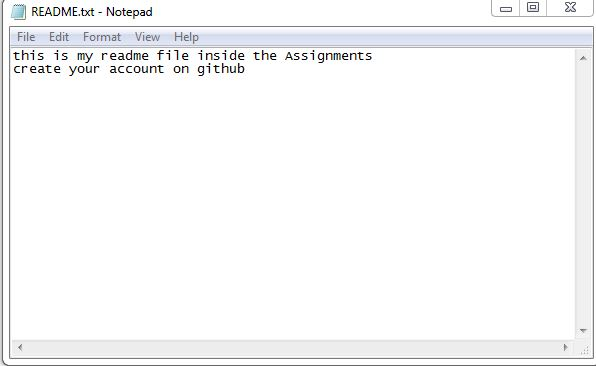 README.txt - Notepad
File Edit Format View Help
this is my readme file inside the Assignments
create your account on github